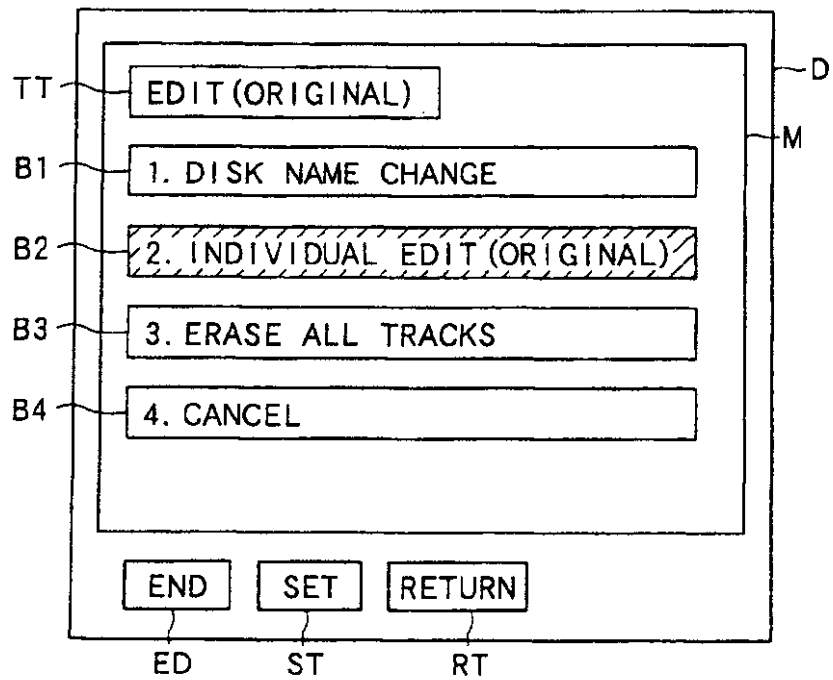 TT EDIT(ORIGINAL) D
M
B1 1. DISK NAME CHANGE
B2 2. INDIVIDUAL EDIT(ORIGINAL)
B3 3. ERASE ALL TRACKS
B4 4. CANCEL
END SET RETURN
ED ST RT